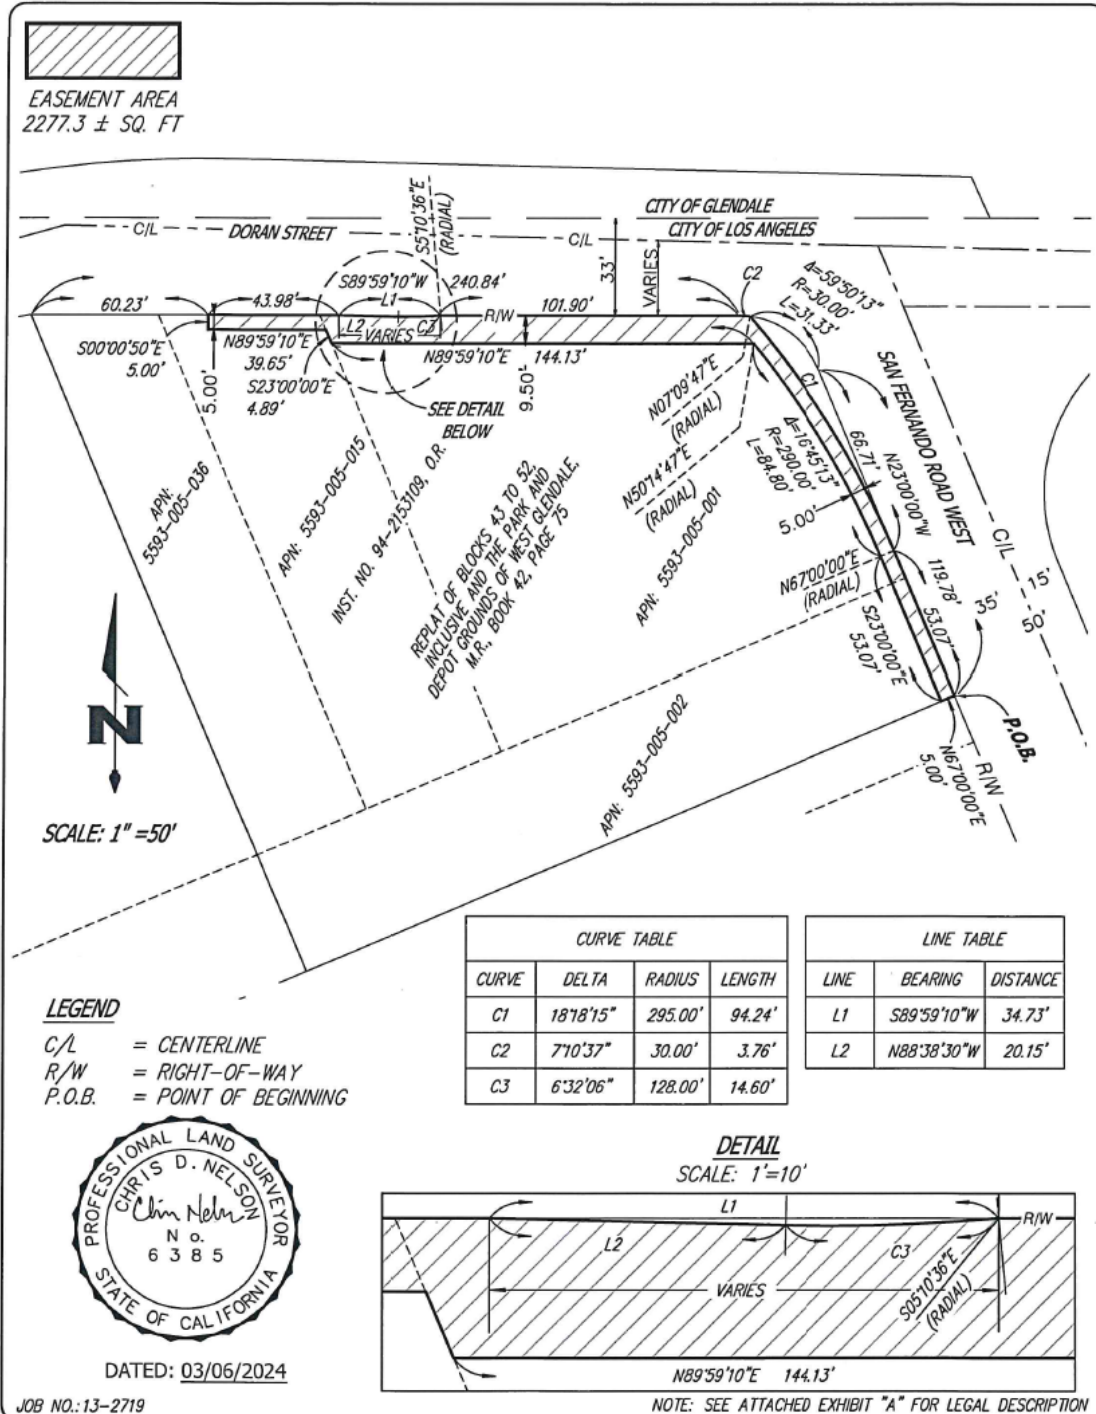 EASEMENT AREA
2277.3 ± SQ. FT
S5°10'36"E
(RADIAL)
CITY OF GLENDALE
CITY OF LOS ANGELES
C/L
DORAN STREET
C/L
33'
VARIES
S89°59'10"W
240.84'
60.23'
43.98'
L1
R/W
101.90'
C2
Δ=59°50'13"
R=30.00'
L=31.33'
S00°00'50"E
5.00'
5.00'
N89°59'10"E
39.65'
S23°00'00"E
4.89'
L2
VARIES
C3
N89°59'10"E
144.13'
9.50'
SEE DETAIL
BELOW
N07°09'47"E
(RADIAL)
N50°14'47"E
(RADIAL)
C1
Δ=16°45'13"
R=290.00'
L=84.80'
66.71'
5.00'
N23°00'00"W
SAN FERNANDO ROAD WEST
C/L
15'
35'
50'
N67°00'00"E
(RADIAL)
119.78'
53.07'
S23°00'00"E
53.07'
P.O.B.
N67°00'00"E
5.00'
R/W
APN:
5593-005-036
APN: 5593-005-015
INST. NO. 94-2153109, O.R.
REPLAT OF BLOCKS 43 TO 52,
INCLUSIVE AND THE PARK AND
DEPOT GROUNDS OF WEST GLENDALE,
M.R., BOOK 42, PAGE 75
APN: 5593-005-001
APN: 5593-005-002
N
SCALE: 1" =50'
CURVE TABLE
CURVE DELTA RADIUS LENGTH
C1 18°18'15" 295.00' 94.24'
C2 7°10'37" 30.00' 3.76'
C3 6°32'06" 128.00' 14.60'
LINE TABLE
LINE BEARING DISTANCE
L1 S89°59'10"W 34.73'
L2 N88°38'30"W 20.15'
LEGEND
C/L = CENTERLINE
R/W = RIGHT-OF-WAY
P.O.B. = POINT OF BEGINNING
PROFESSIONAL LAND SURVEYOR
CHRIS D. NELSON
Chris Nelson
No.
6385
STATE OF CALIFORNIA
DATED: 03/06/2024
DETAIL
SCALE: 1'=10'
L1
R/W
L2
C3
VARIES
S05°10'36"E
(RADIAL)
N89°59'10"E 144.13'
JOB NO.:13-2719
NOTE: SEE ATTACHED EXHIBIT "A" FOR LEGAL DESCRIPTION